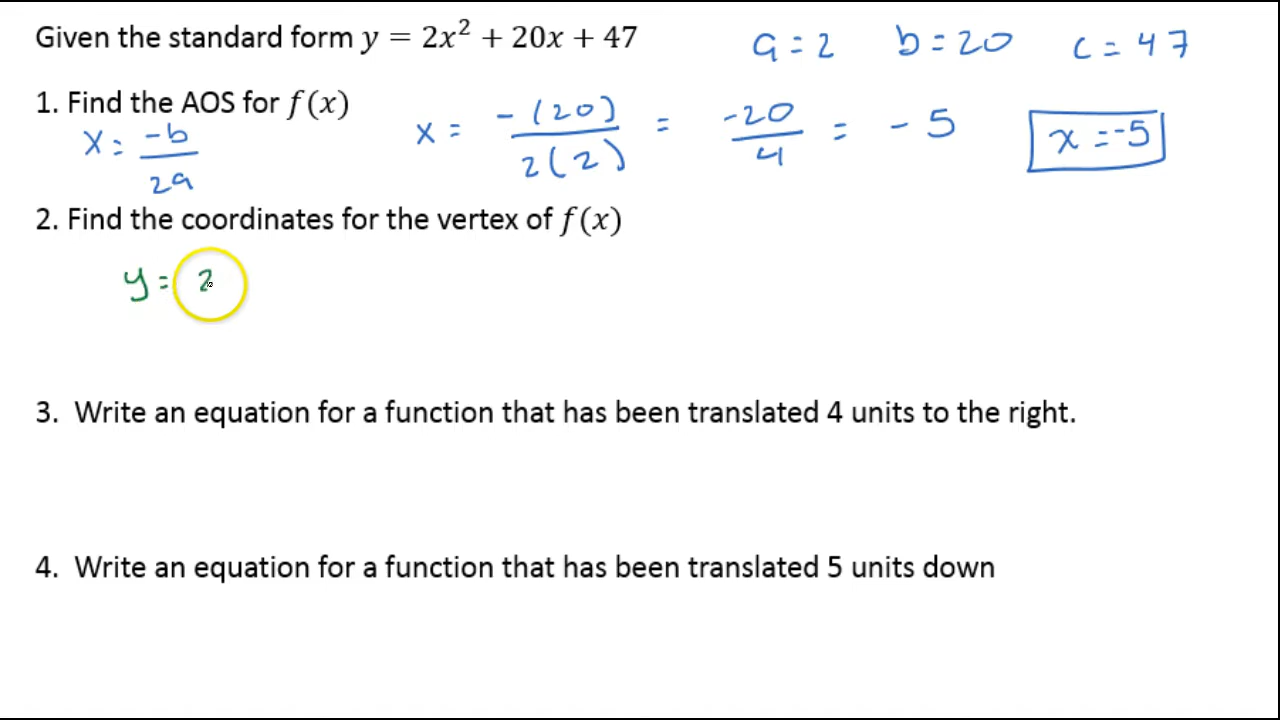 Given the standard form y = 2x² + 20x + 47 a = 2 b = 20 c = 47
1. Find the AOS for f(x)
x = -b/2a x = -(20)/2(2) = -20/4 = -5 x = -5
2. Find the coordinates for the vertex of f(x)
y = 2
3. Write an equation for a function that has been translated 4 units to the right.
4. Write an equation for a function that has been translated 5 units down